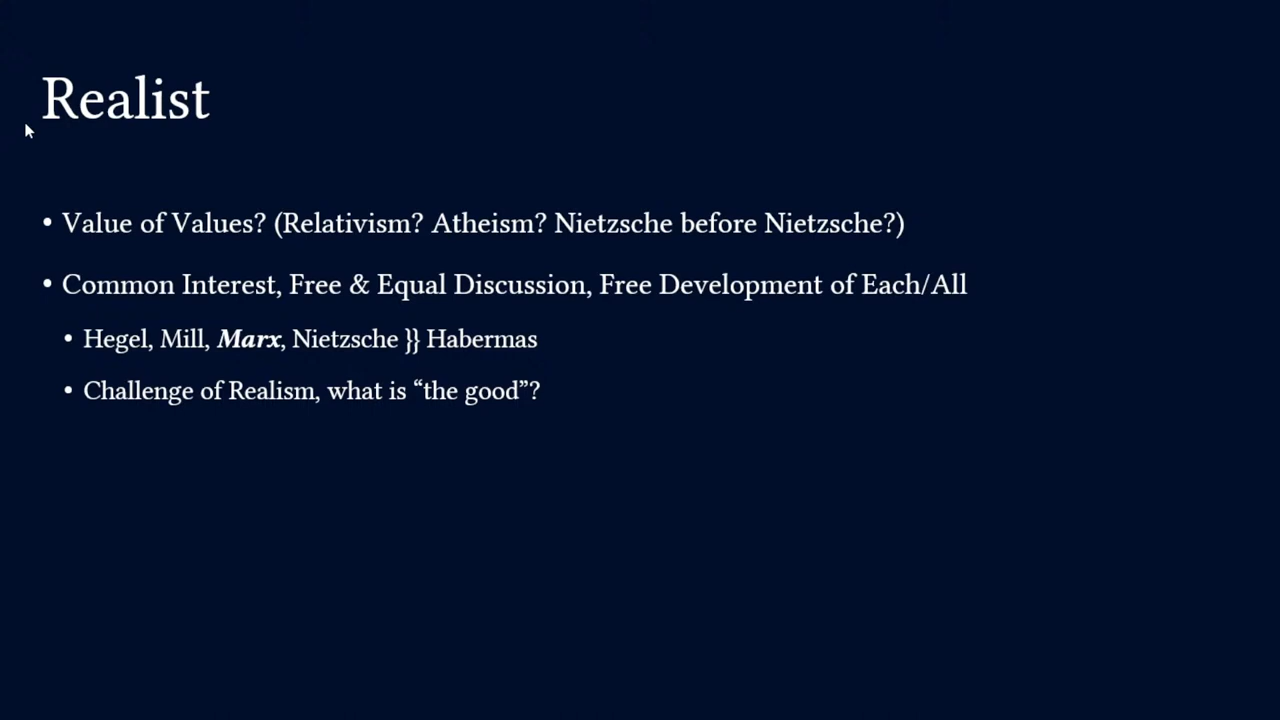 Realist
• Value of Values? (Relativism? Atheism? Nietzsche before Nietzsche?)
• Common Interest, Free & Equal Discussion, Free Development of Each/All
• Hegel, Mill, Marx, Nietzsche }} Habermas
• Challenge of Realism, what is “the good”?